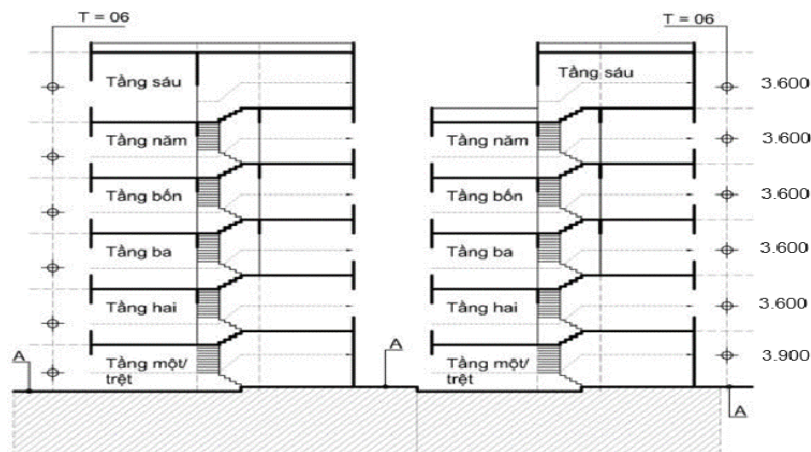 T = 06
T = 06
Tầng sáu
Tầng sáu
3.600
Tầng năm
Tầng năm
3.600
Tầng bốn
Tầng bốn
3.600
Tầng ba
Tầng ba
3.600
Tầng hai
Tầng hai
3.600
A
Tầng một/
trệt
A
Tầng một/
trệt
3.900
A